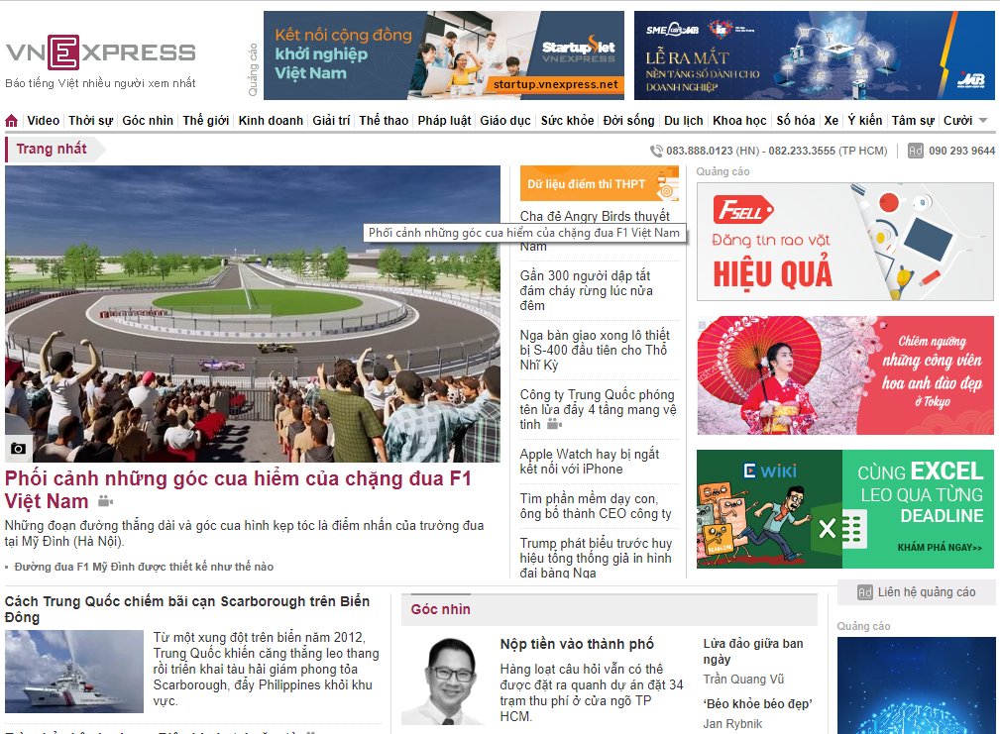 VNEXPRESS
Báo tiếng Việt nhiều người xem nhất
Quảng cáo
Kết nối cộng đồng
khởi nghiệp
Việt Nam
StartupViet
VNEXPRESS
startup.vnexpress.net
SME
MB
LỄ RA MẮT
NỀN TẢNG SỐ DÀNH CHO
DOANH NGHIỆP
MB
Video Thời sự Góc nhìn Thế giới Kinh doanh Giải trí Thể thao Pháp luật Giáo dục Sức khỏe Đời sống Du lịch Khoa học Số hóa Xe Ý kiến Tâm sự Cười
Trang nhất
083.888.0123 (HN) - 082.233.3555 (TP HCM)
Ad 090 293 9644
Phối cảnh những góc cua hiểm của chặng đua F1 Việt Nam
Phối cảnh những góc cua hiểm của chặng đua F1
Việt Nam
Những đoạn đường thẳng dài và góc cua hình kẹp tóc là điểm nhấn của trường đua
tại Mỹ Đình (Hà Nội).
Đường đua F1 Mỹ Đình được thiết kế như thế nào
Dữ liệu điểm thi THPT
Cha đẻ Angry Birds thuyết
Nam
Gần 300 người dập tắt
đám cháy rừng lúc nửa
đêm
Nga bàn giao xong lô thiết
bị S-400 đầu tiên cho Thổ
Nhĩ Kỳ
Công ty Trung Quốc phóng
tên lửa đẩy 4 tầng mang vệ
tinh
Apple Watch hay bị ngắt
kết nối với iPhone
Tìm phần mềm dạy con,
ông bố thành CEO công ty
Trump phát biểu trước huy
hiệu tổng thống giả in hình
đại bàng Nga
Quảng cáo
FSELL
Đăng tin rao vặt
HIỆU QUẢ
Chiêm ngưỡng
những công viên
hoa anh đào đẹp
ở Tokyo
EWIKI
DEADLINE
X
CÙNG EXCEL
LEO QUA TỪNG
DEADLINE
KHÁM PHÁ NGAY>>
Ad Liên hệ quảng cáo
Quảng cáo
Cách Trung Quốc chiếm bãi cạn Scarborough trên Biển
Đông
Từ một xung đột trên biển năm 2012,
Trung Quốc khiến căng thẳng leo thang
rồi triển khai tàu hải giám phong tỏa
Scarborough, đẩy Philippines khỏi khu
vực.
Góc nhìn
Nộp tiền vào thành phố
Hàng loạt câu hỏi vẫn có thể
được đặt ra quanh dự án đặt 34
trạm thu phí ở cửa ngõ TP
HCM.
Lừa đảo giữa ban
ngày
Trần Quang Vũ
‘Béo khỏe béo đẹp’
Jan Rybnik